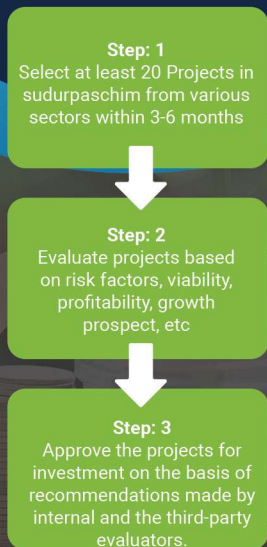 Step: 1
Select at least 20 Projects in
sudurpaschim from various
sectors within 3-6 months
Step: 2
Evaluate projects based
on risk factors, viability,
profitability, growth
prospect, etc
Step: 3
Approve the projects for
investment on the basis of
recommendations made by
internal and the third-party
evaluators.